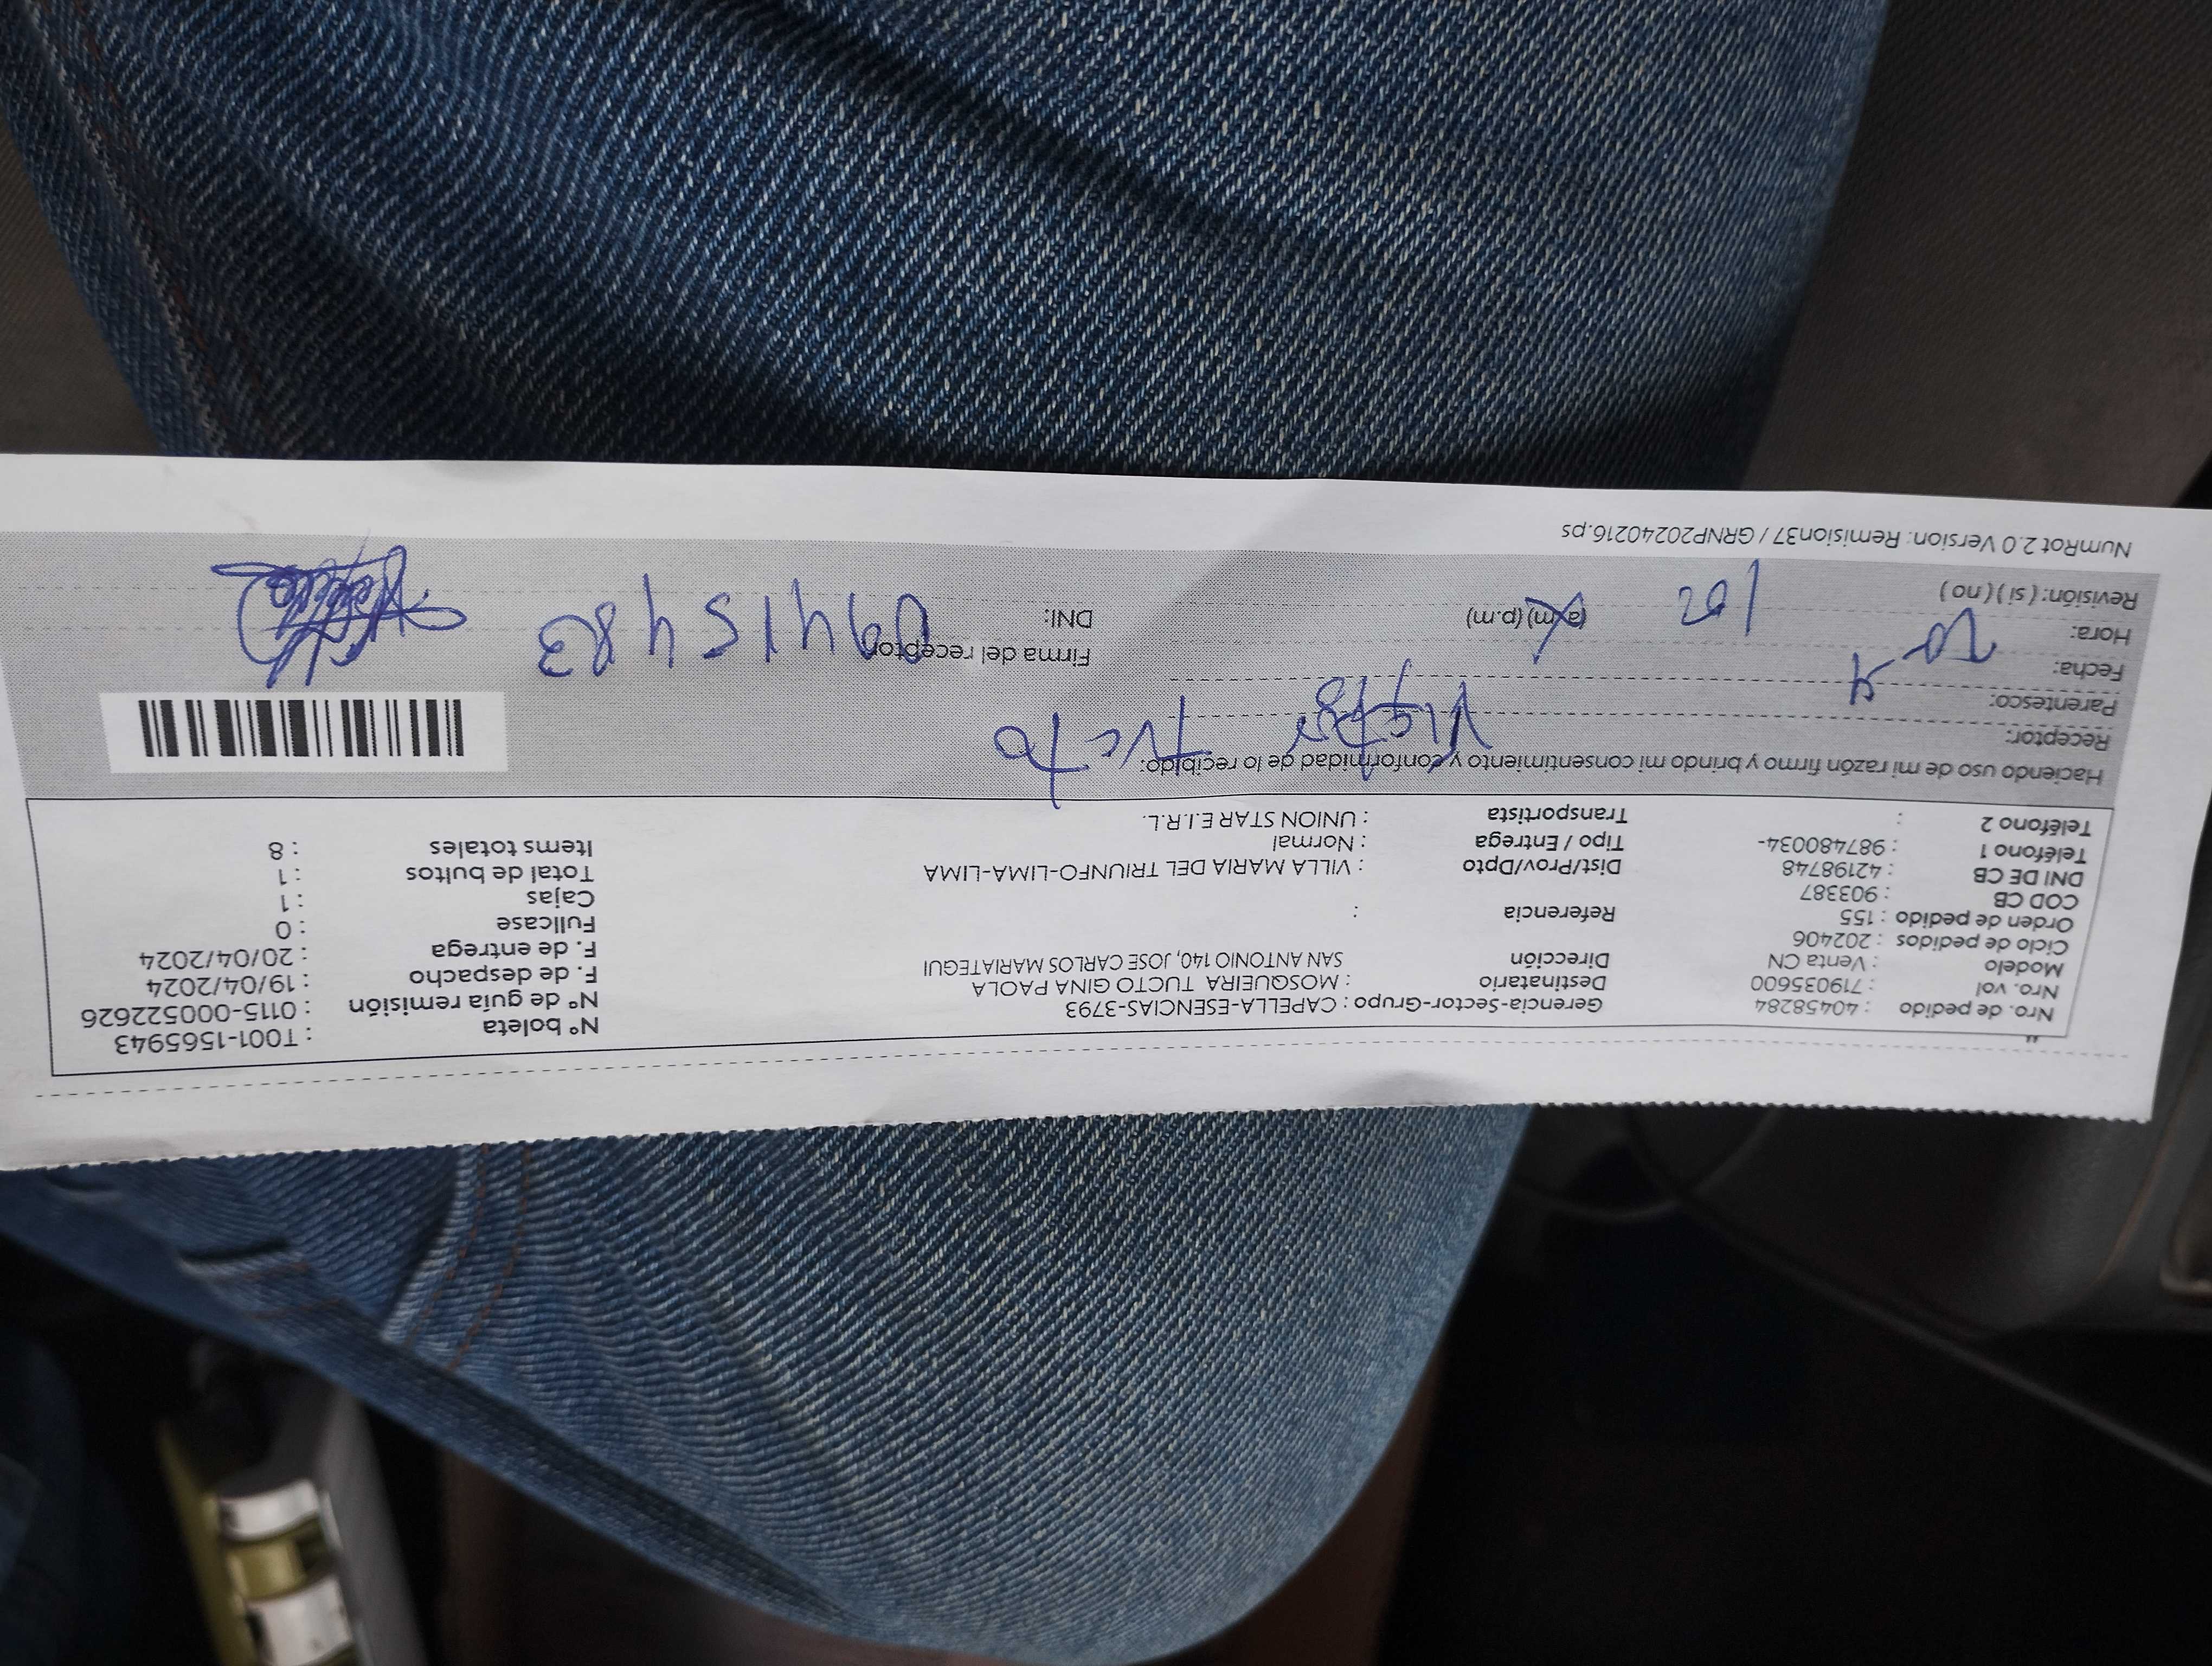 Nro. de pedido : 40458284
Nro. vol : 719035600
Modelo : Venta CN
Ciclo de pedidos : 202406
Orden de pedido : 155
COD CB : 903387
DNI DE CB : 42198748
Teléfono 1 : 987480034-
Teléfono 2 :
Gerencia-Sector-Grupo : CAPELLA-ESENCIAS-3793
Destinatario : MOSQUEIRA TUCTO GINA PAOLA
Dirección SAN ANTONIO 140, JOSE CARLOS MARIATEGUI
Referencia :
Dist/Prov/Dpto : VILLA MARIA DEL TRIUNFO-LIMA-LIMA
Tipo / Entrega : Normal
Transportista : UNION STAR E.I.R.L.
N° boleta : T001-1565943
N° de guía remisión : 0115-000522626
F. de despacho : 19/04/2024
F. de entrega : 20/04/2024
Fullcase : 0
Cajas : 1
Total de bultos : 1
Items totales : 8
Haciendo uso de mi razón firmo y brindo mi consentimiento y conformidad de lo recibido:
Receptor: Tucto
Parentesco:
Fecha: 20-4
Hora: (a.m) (p.m)
Revisión: ( si ) ( no )
Firma del receptor
DNI: 09415483
NumRot 2.0 Version: Remision37 / GRNP20240216.ps